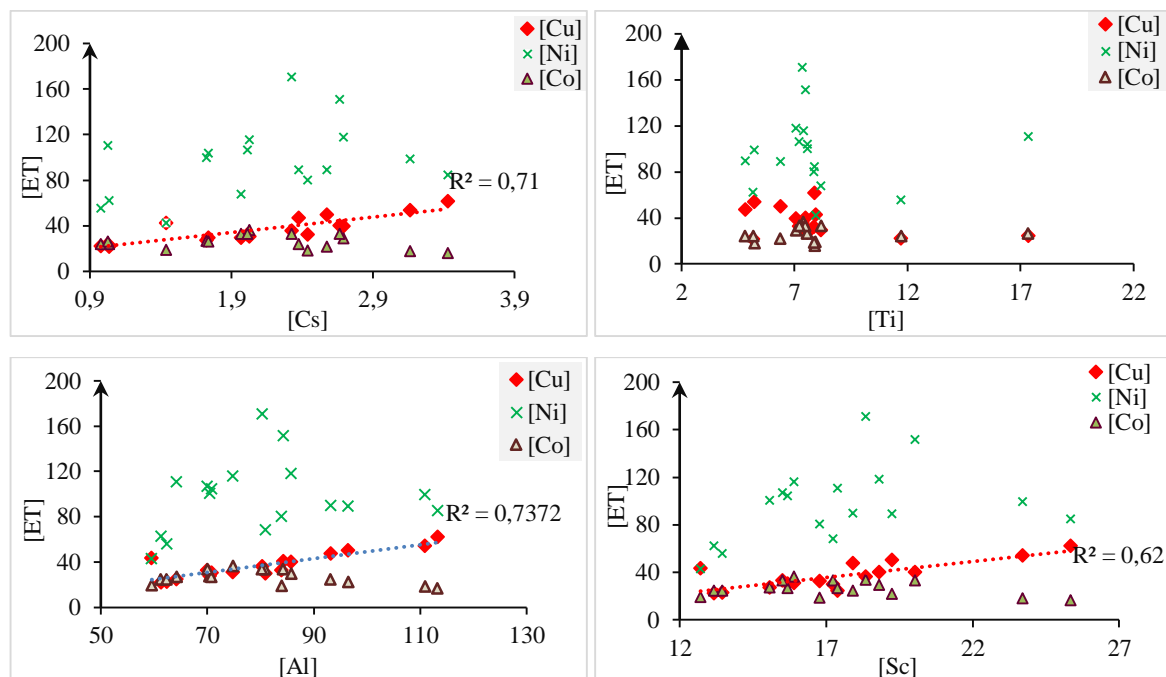 [Cu]
[Ni]
[Co]
200
160
120
80
40
0
[ET]
R² = 0,71
0,9 1,9 2,9 3,9
[Cs]
[Cu]
[Ni]
[Co]
200
160
120
80
40
0
[ET]
2 7 12 17 22
[Ti]
[Cu]
[Ni]
[Co]
200
160
120
80
40
0
[ET]
R² = 0,7372
50 70 90 110 130
[Al]
[Cu]
[Ni]
[Co]
200
160
120
80
40
0
[ET]
R² = 0,62
12 17 22 27
[Sc]